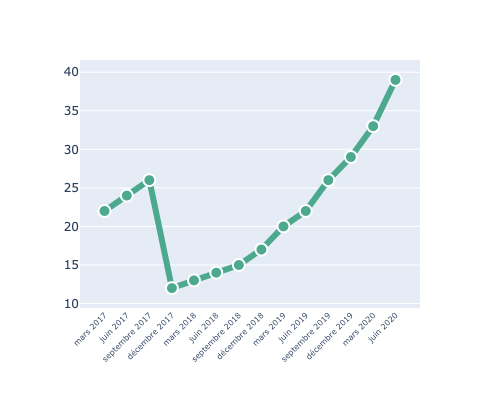 40
35
30
25
20
15
10
mars 2017
juin 2017
septembre 2017
décembre 2017
mars 2018
juin 2018
septembre 2018
décembre 2018
mars 2019
juin 2019
septembre 2019
décembre 2019
mars 2020
juin 2020